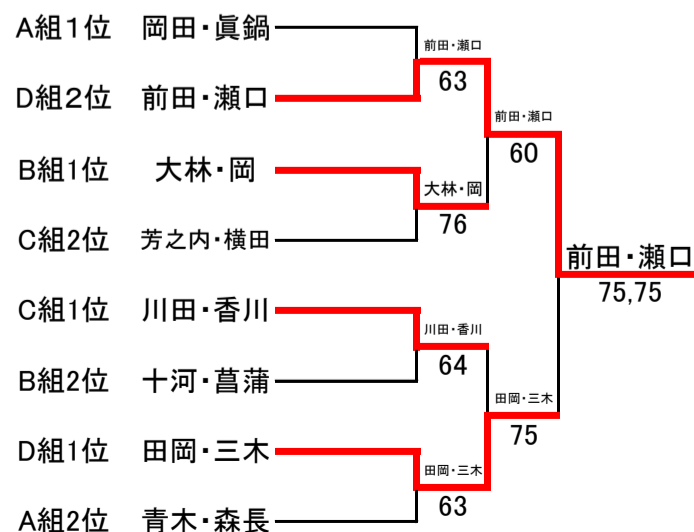 A組1位 岡田・眞鍋
前田・瀬口
63
D組2位 前田・瀬口
前田・瀬口
60
B組1位 大林・岡
大林・岡
76
C組2位 芳之内・横田
前田・瀬口
75,75
C組1位 川田・香川
川田・香川
64
B組2位 十河・菖蒲
田岡・三木
75
D組1位 田岡・三木
田岡・三木
63
A組2位 青木・森長